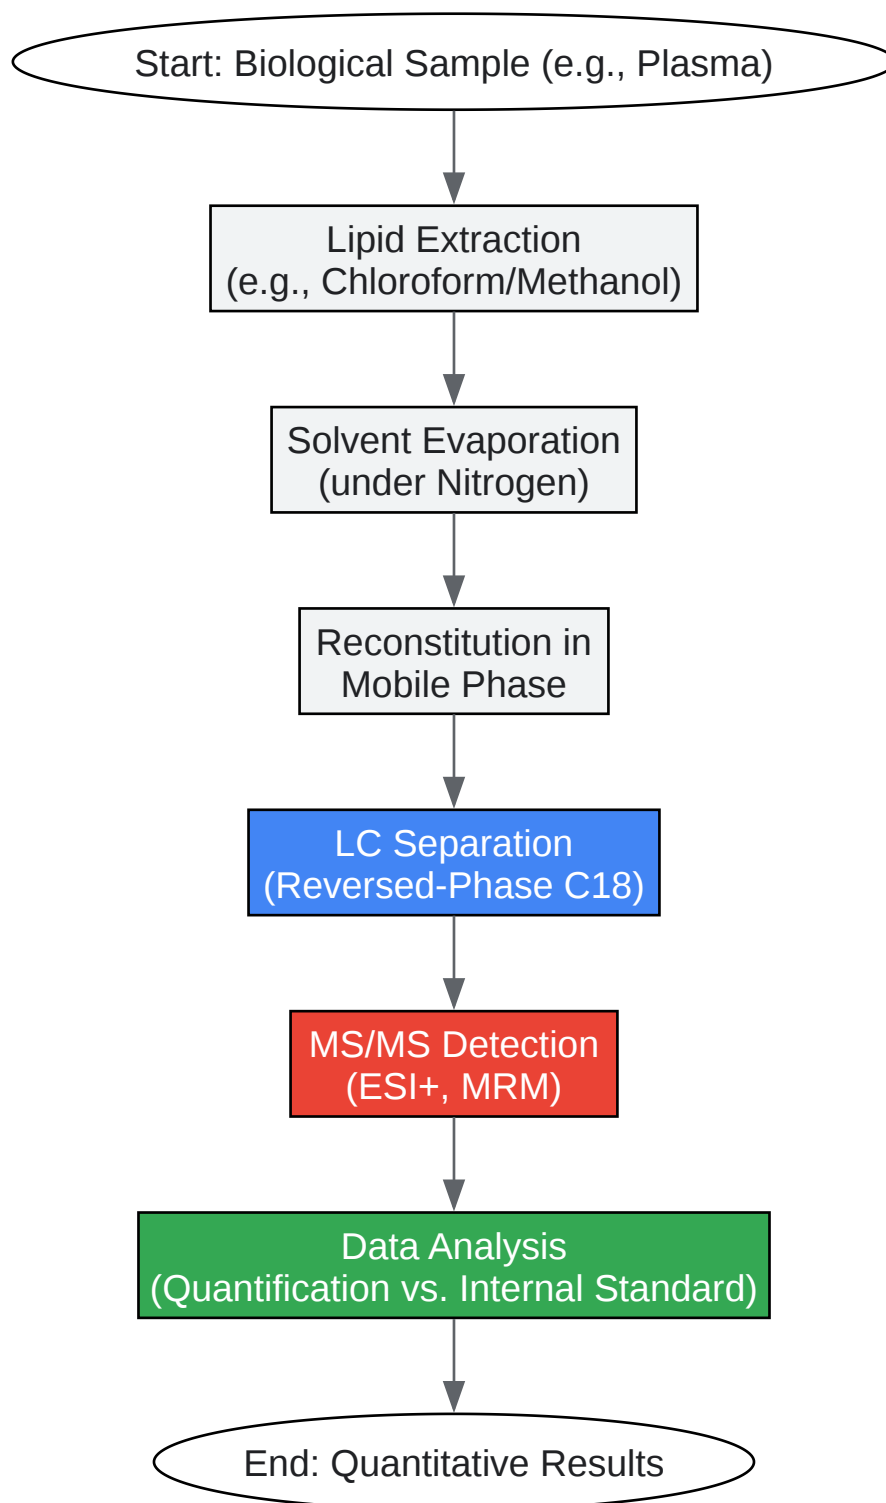 Start: Biological Sample (e.g., Plasma)
Lipid Extraction
(e.g., Chloroform/Methanol)
Solvent Evaporation
(under Nitrogen)
Reconstitution in
Mobile Phase
LC Separation
(Reversed-Phase C18)
MS/MS Detection
(ESI+, MRM)
Data Analysis
(Quantification vs. Internal Standard)
End: Quantitative Results